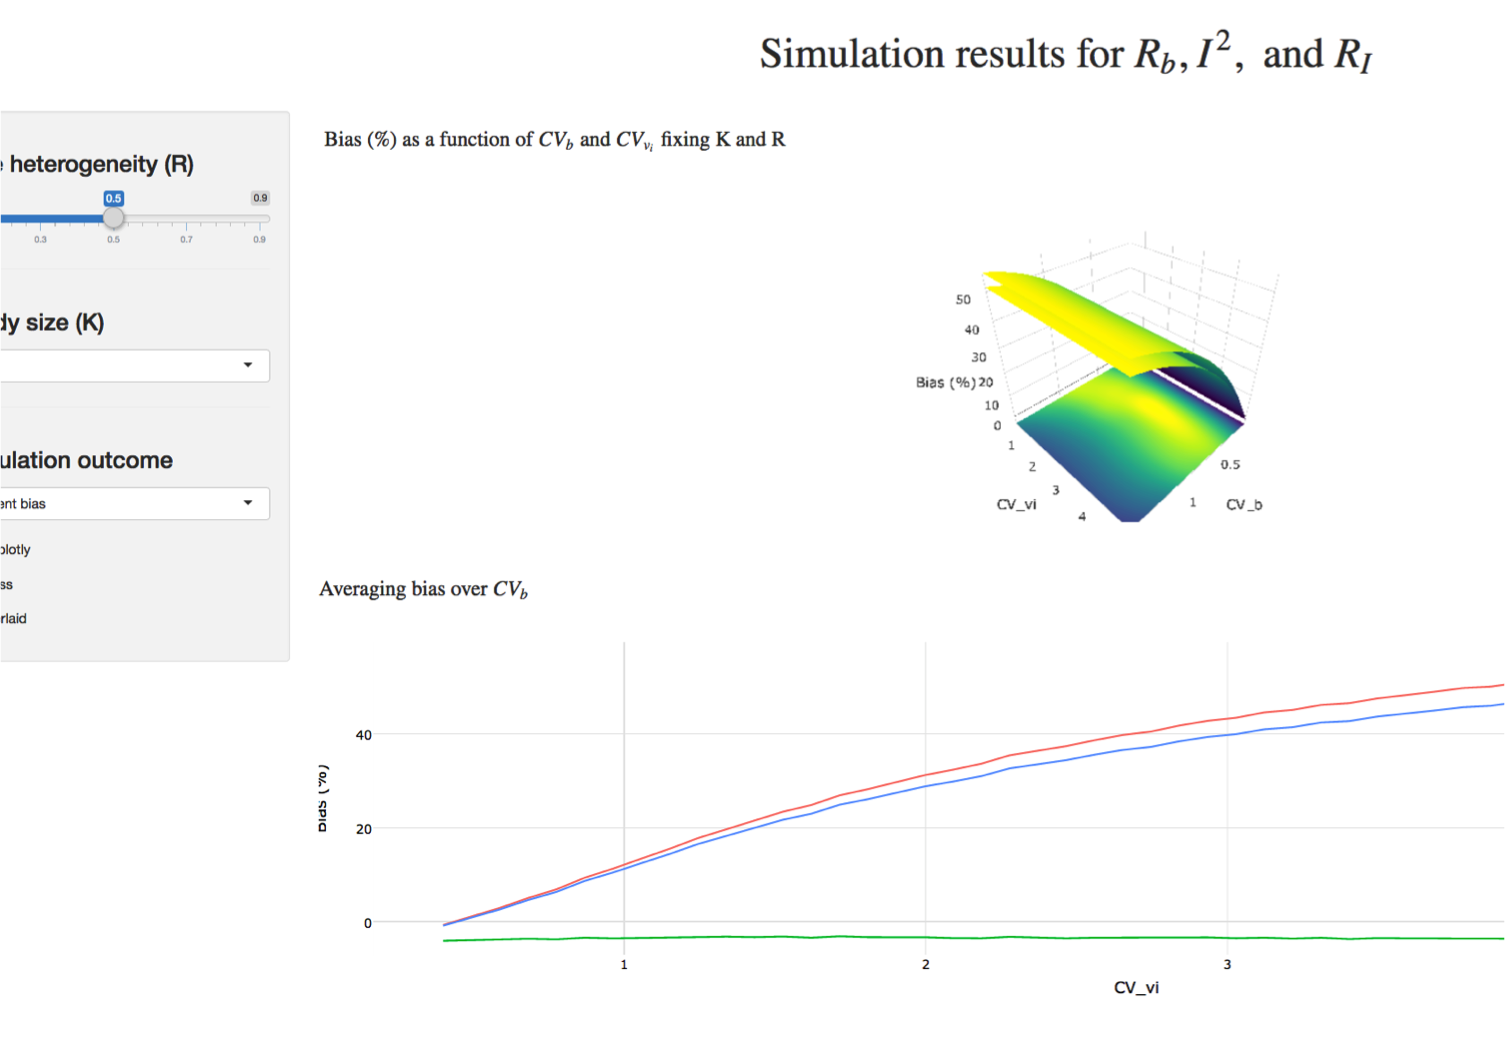 Simulation results for R_b, I², and R_I
heterogeneity (R)
0.5
0.9
0.3 0.5 0.7 0.9
dy size (K)
ulation outcome
ent bias
plotly
ss
rlaid
Bias (%) as a function of CV_b and CV_{v_i} fixing K and R
50
40
30
Bias (%) 20
10
0
1
2
3
4
CV_vi
0.5
1
CV_b
Averaging bias over CV_b
Bias (%)
40
20
0
1 2 3
CV_vi